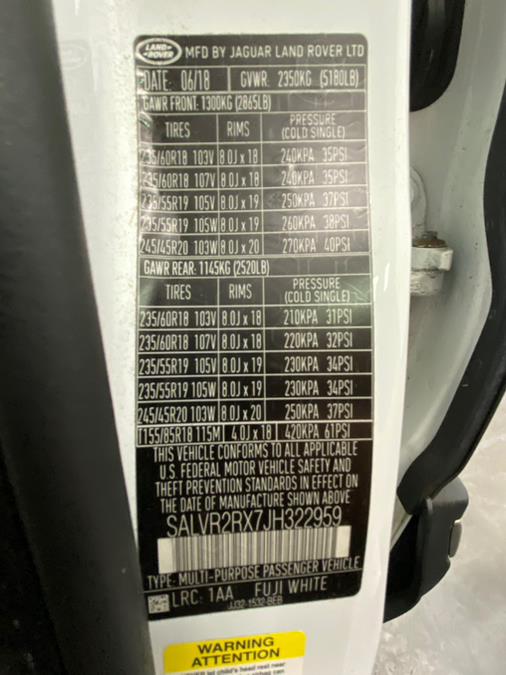 LAND ROVER MFD BY JAGUAR LAND ROVER LTD
DATE: 06/18 GVWR: 2350KG (5180LB)
GAWR FRONT: 1300KG (2865LB)
TIRES RIMS PRESSURE (COLD SINGLE)
235/60R18 103V 8.0J x 18 240KPA 35PSI
235/60R18 107V 8.0J x 18 240KPA 35PSI
235/55R19 105V 8.0J x 19 250KPA 37PSI
235/55R19 105W 8.0J x 19 260KPA 38PSI
245/45R20 103W 8.0J x 20 270KPA 40PSI
GAWR REAR: 1145KG (2520LB)
TIRES RIMS PRESSURE (COLD SINGLE)
235/60R18 103V 8.0J x 18 210KPA 31PSI
235/60R18 107V 8.0J x 18 220KPA 32PSI
235/55R19 105V 8.0J x 19 230KPA 34PSI
235/55R19 105W 8.0J x 19 230KPA 34PSI
245/45R20 103W 8.0J x 20 250KPA 37PSI
T155/85R18 115M 4.0J x 18 420KPA 61PSI
THIS VEHICLE CONFORMS TO ALL APPLICABLE
U.S. FEDERAL MOTOR VEHICLE SAFETY AND
THEFT PREVENTION STANDARDS IN EFFECT ON
THE DATE OF MANUFACTURE SHOWN ABOVE
SALVR2RX7JH322959
TYPE: MULTI-PURPOSE PASSENGER VEHICLE
LRC: 1AA FUJI WHITE
JJ32-1532-BEB
WARNING
ATTENTION
if child's head rest